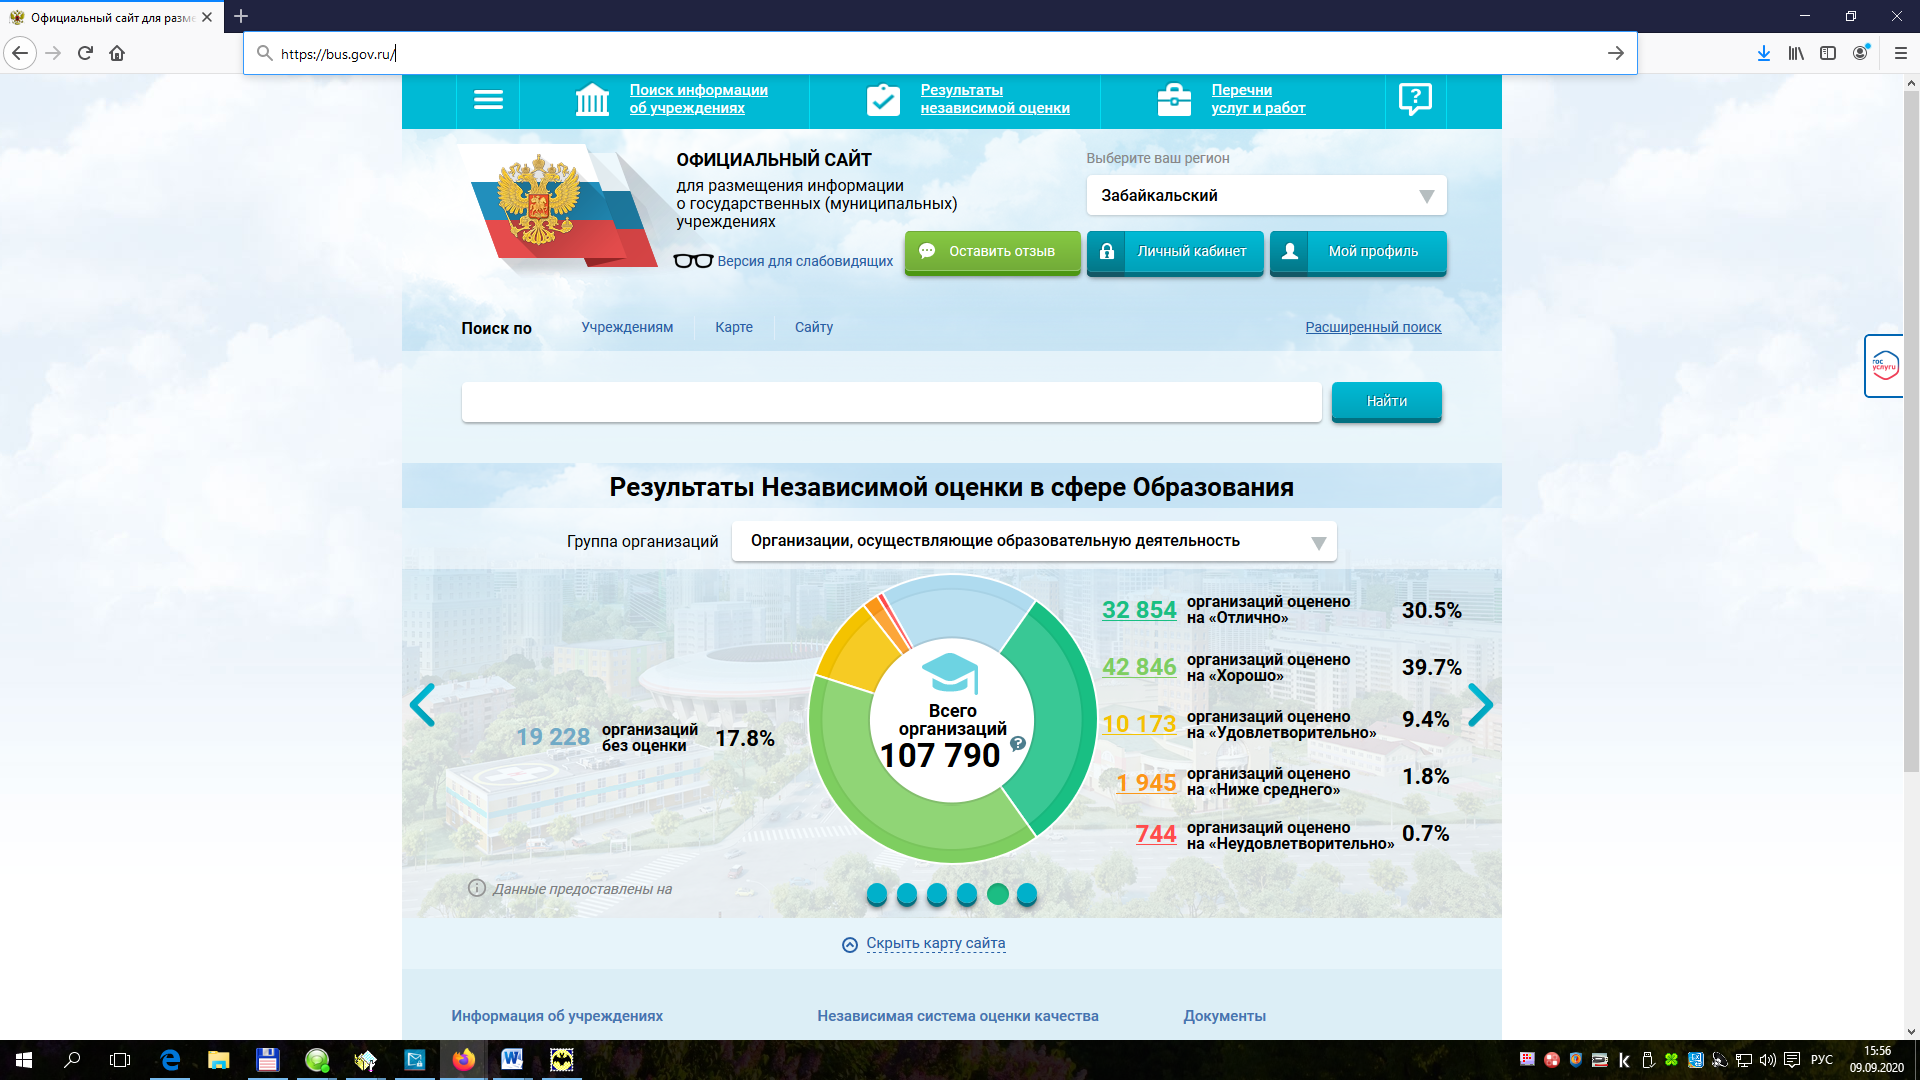 Официальный сайт для разме
https://bus.gov.ru/
Поиск информации
об учреждениях
Результаты
независимой оценки
Перечни
услуг и работ
ОФИЦИАЛЬНЫЙ САЙТ
для размещения информации
о государственных (муниципальных)
учреждениях
Версия для слабовидящих
Выберите ваш регион
Забайкальский
Оставить отзыв
Личный кабинет
Мой профиль
Поиск по
Учреждениям
Карте
Сайту
Расширенный поиск
Найти
гос
услуги
Результаты Независимой оценки в сфере Образования
Группа организаций
Организации, осуществляющие образовательную деятельность
19 228 организаций без оценки 17.8%
Всего
организаций
107 790
32 854 организаций оценено
на «Отлично» 30.5%
42 846 организаций оценено
на «Хорошо» 39.7%
10 173 организаций оценено
на «Удовлетворительно» 9.4%
1 945 организаций оценено
на «Ниже среднего» 1.8%
744 организаций оценено
на «Неудовлетворительно» 0.7%
Данные предоставлены на
Скрыть карту сайта
Информация об учреждениях
Независимая система оценки качества
Документы
РУС
15:56
09.09.2020